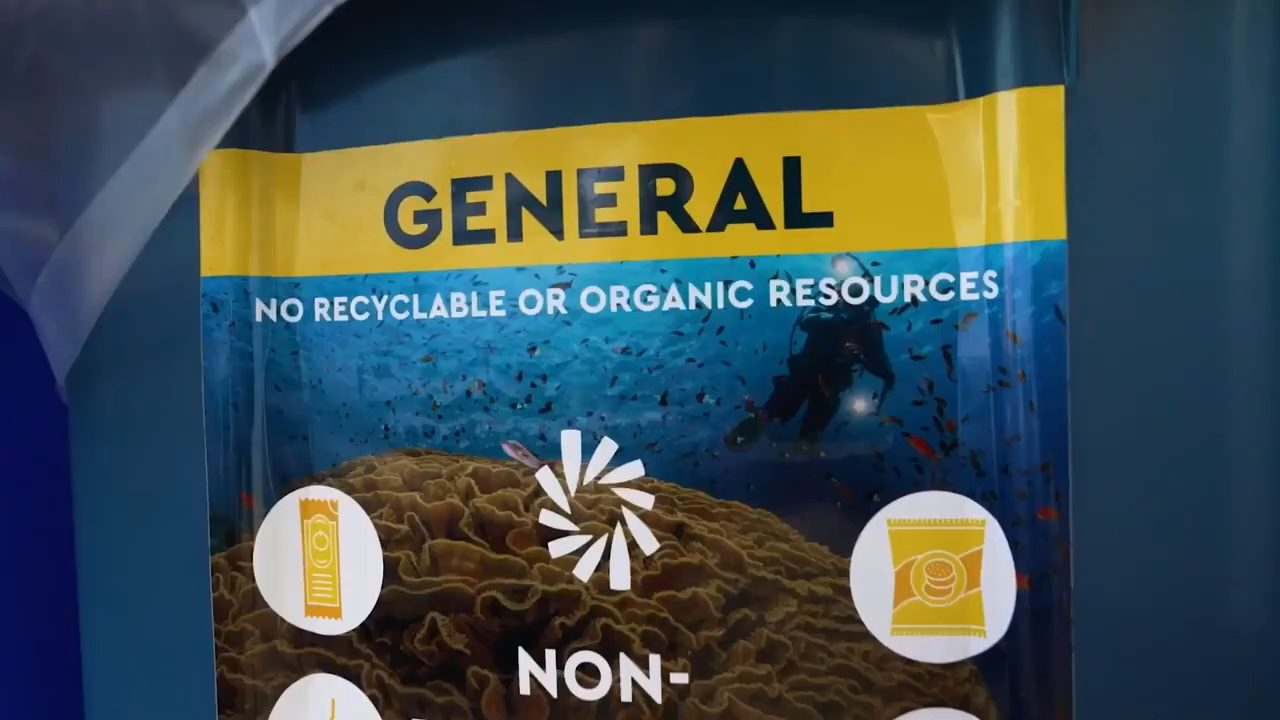 GENERAL
NO RECYCLABLE OR ORGANIC RESOURCES
NON-